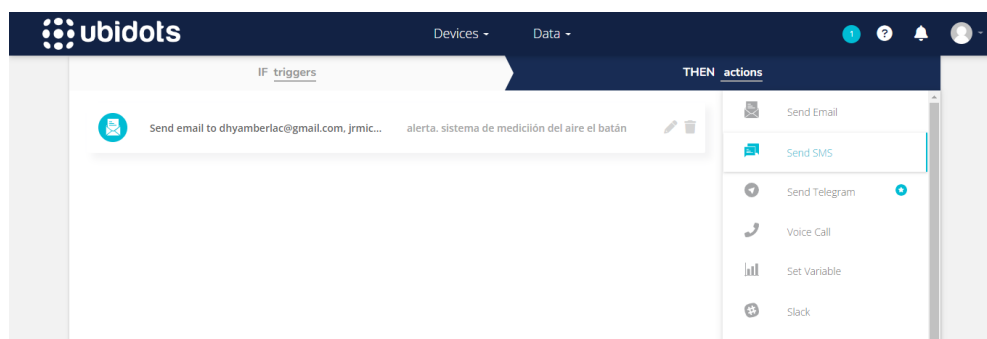 ubidots
Devices
Data
1
?
IF triggers
THEN actions
Send email to dhyamberlac@gmail.com, jrmic...
alerta. sistema de mediciión del aire el batán
Send Email
Send SMS
Send Telegram
Voice Call
Set Variable
Slack